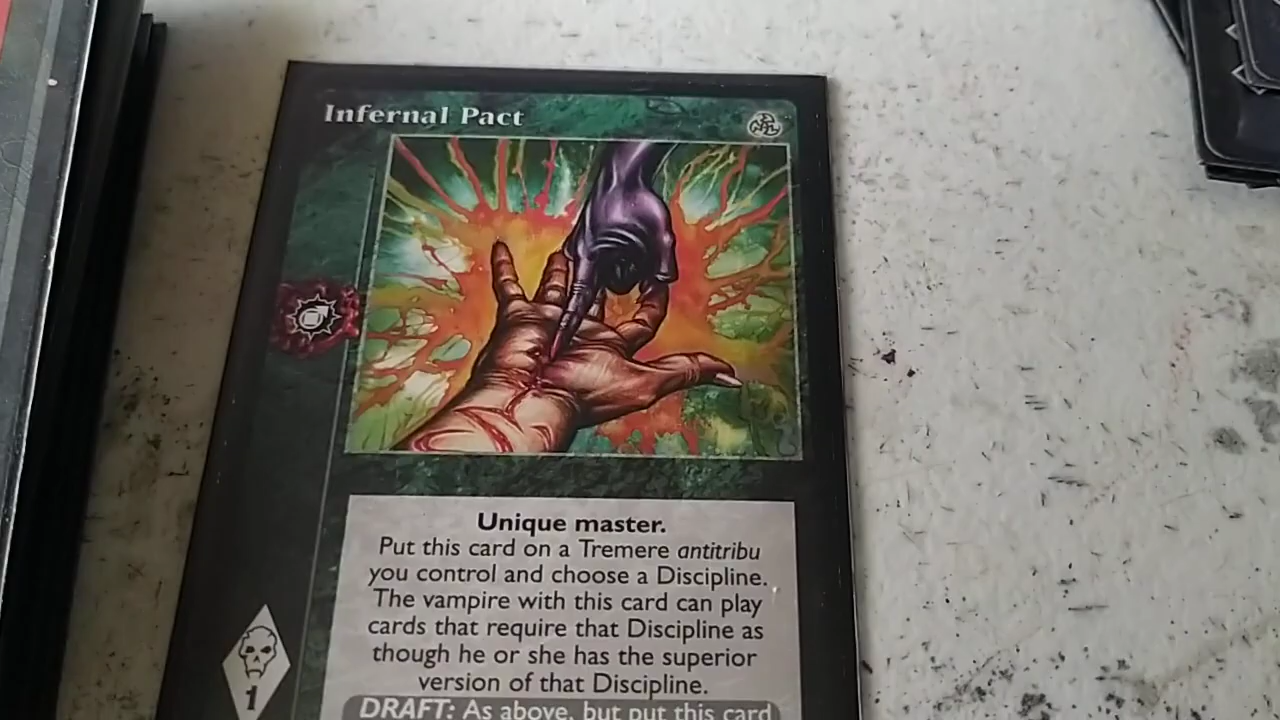 Infernal Pact
Unique master.
Put this card on a Tremere antitribu
you control and choose a Discipline.
The vampire with this card can play
cards that require that Discipline as
though he or she has the superior
version of that Discipline.
1
DRAFT: As above, but put this card